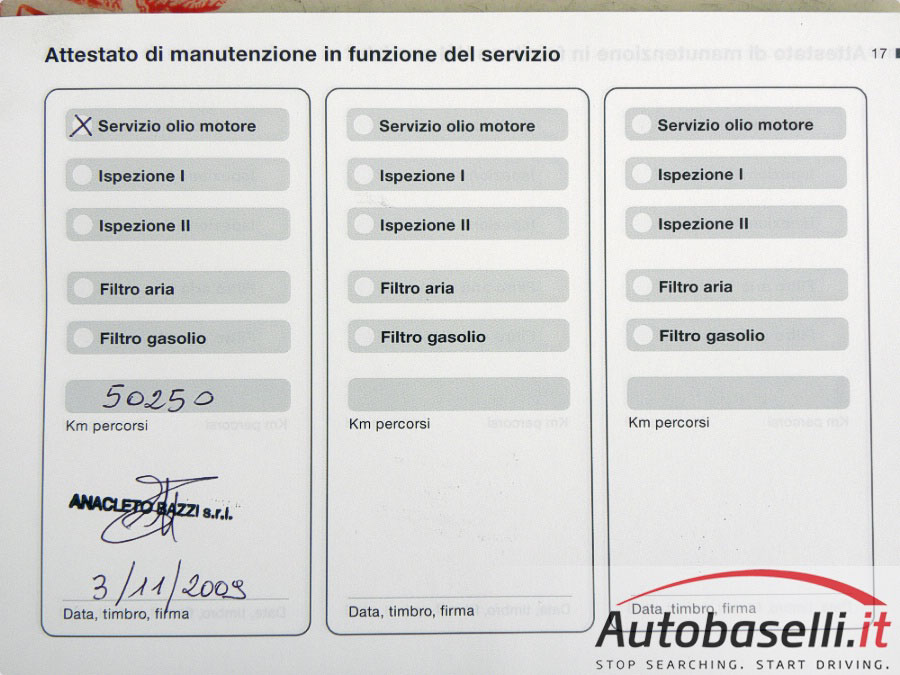 Attestato di manutenzione in funzione del servizio
17
X Servizio olio motore
Ispezione I
Ispezione II
Filtro aria
Filtro gasolio
50250
Km percorsi
ANACLETO BAZZI s.r.l.
3/11/2009
Data, timbro, firma
Servizio olio motore
Ispezione I
Ispezione II
Filtro aria
Filtro gasolio
Km percorsi
Data, timbro, firma
Servizio olio motore
Ispezione I
Ispezione II
Filtro aria
Filtro gasolio
Km percorsi
Data, timbro, firma
Autobaselli.it
STOP SEARCHING. START DRIVING.